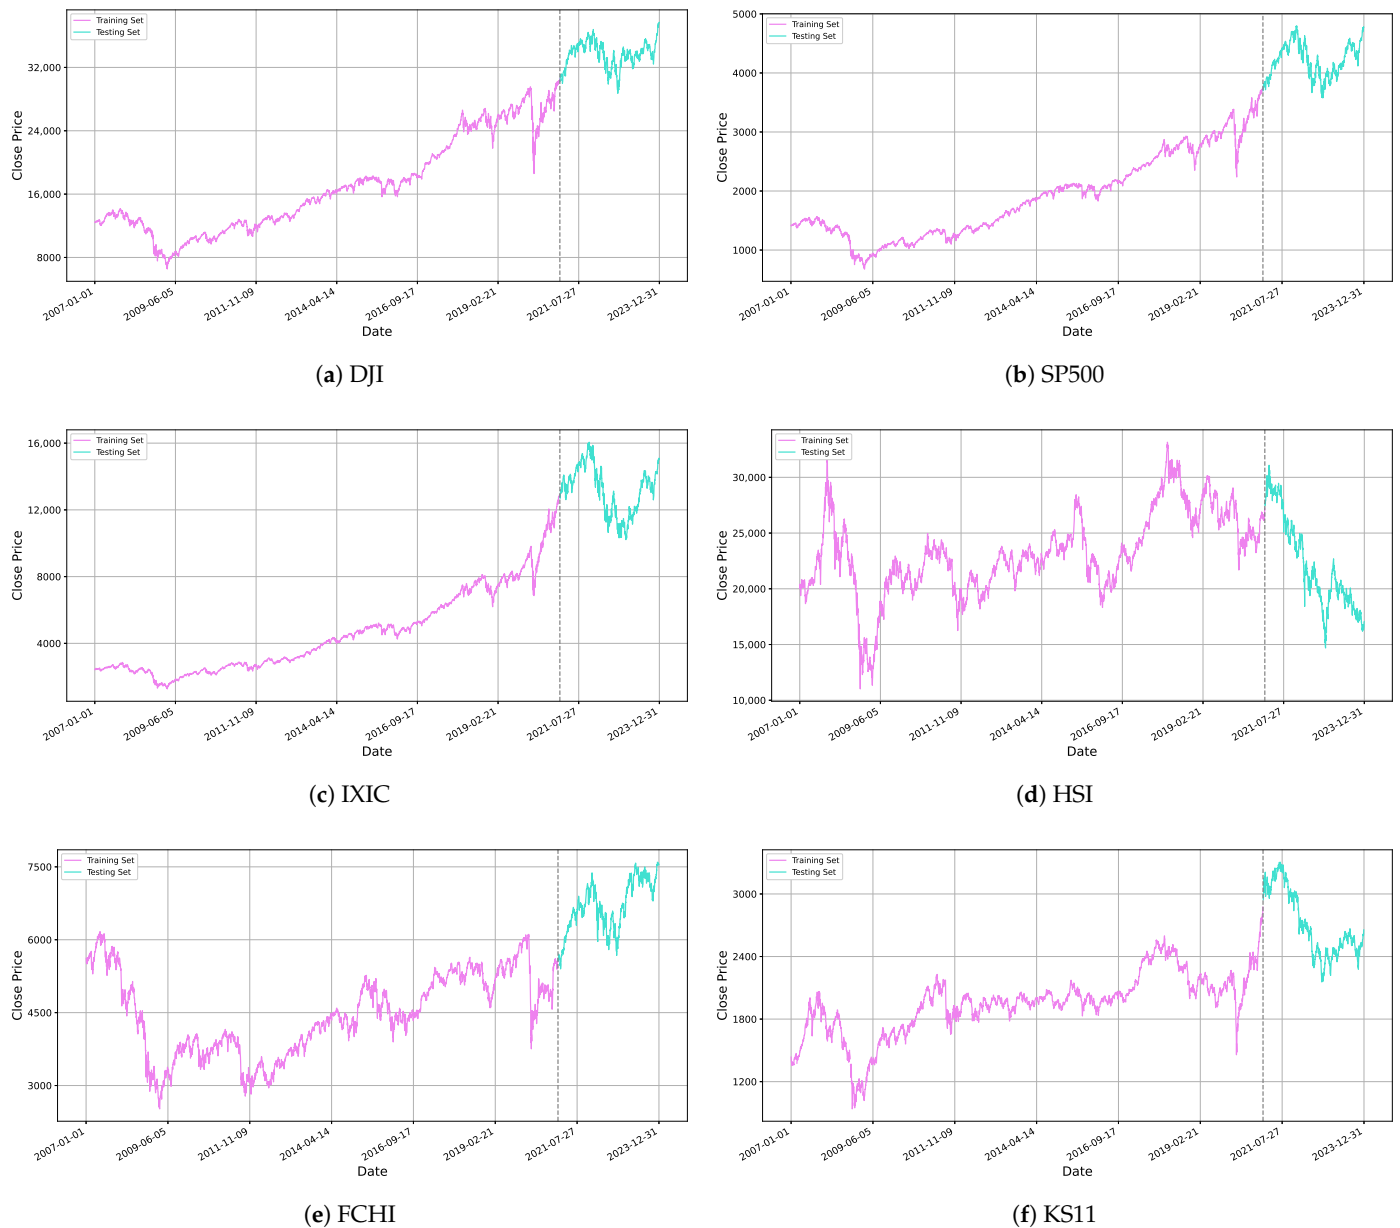 Training Set
Testing Set
Close Price
32,000
24,000
16,000
8000
2007-01-01
2009-06-05
2011-11-09
2014-04-14
2016-09-17
2019-02-21
2021-07-27
2023-12-31
Date
(a) DJI
Training Set
Testing Set
Close Price
5000
4000
3000
2000
1000
2007-01-01
2009-06-05
2011-11-09
2014-04-14
2016-09-17
2019-02-21
2021-07-27
2023-12-31
Date
(b) SP500
Training Set
Testing Set
Close Price
16,000
12,000
8000
4000
2007-01-01
2009-06-05
2011-11-09
2014-04-14
2016-09-17
2019-02-21
2021-07-27
2023-12-31
Date
(c) IXIC
Training Set
Testing Set
Close Price
30,000
25,000
20,000
15,000
10,000
2007-01-01
2009-06-05
2011-11-09
2014-04-14
2016-09-17
2019-02-21
2021-07-27
2023-12-31
Date
(d) HSI
Training Set
Testing Set
Close Price
7500
6000
4500
3000
2007-01-01
2009-06-05
2011-11-09
2014-04-14
2016-09-17
2019-02-21
2021-07-27
2023-12-31
Date
(e) FCHI
Training Set
Testing Set
Close Price
3000
2400
1800
1200
2007-01-01
2009-06-05
2011-11-09
2014-04-14
2016-09-17
2019-02-21
2021-07-27
2023-12-31
Date
(f) KS11